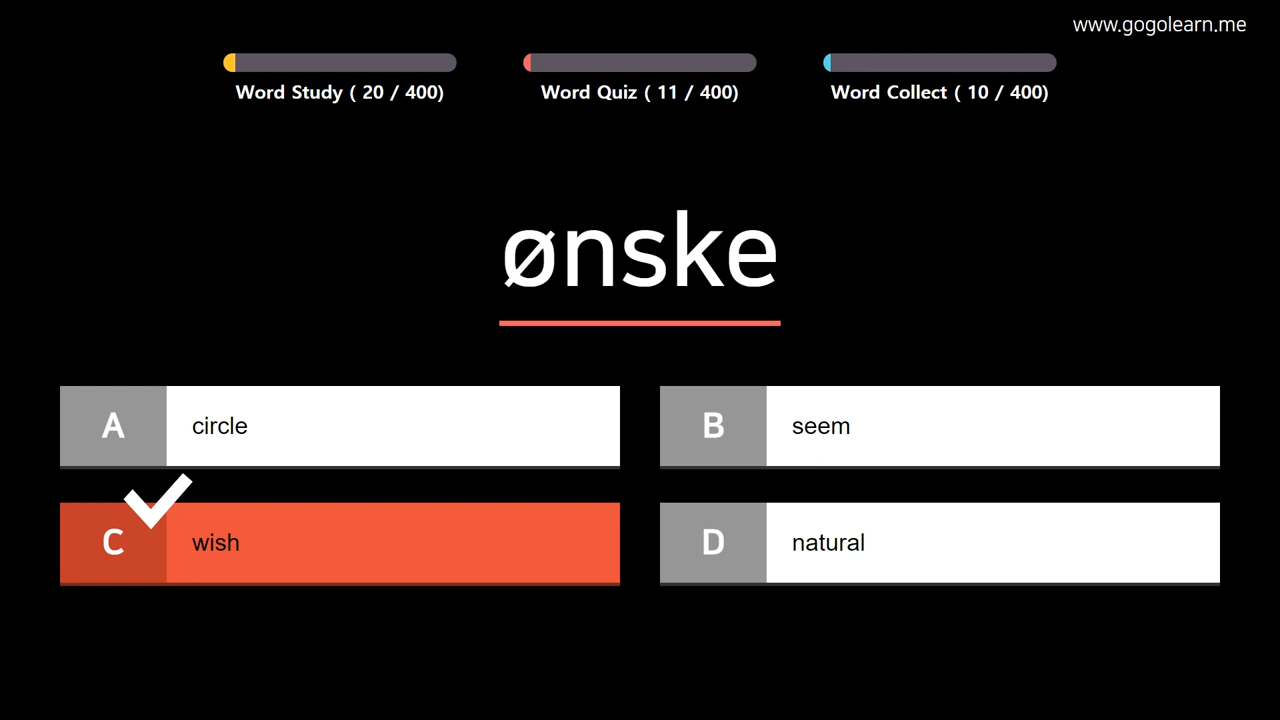 www.gogolearn.me
Word Study ( 20 / 400)
Word Quiz ( 11 / 400)
Word Collect ( 10 / 400)
ønske
A circle
B seem
C wish
D natural